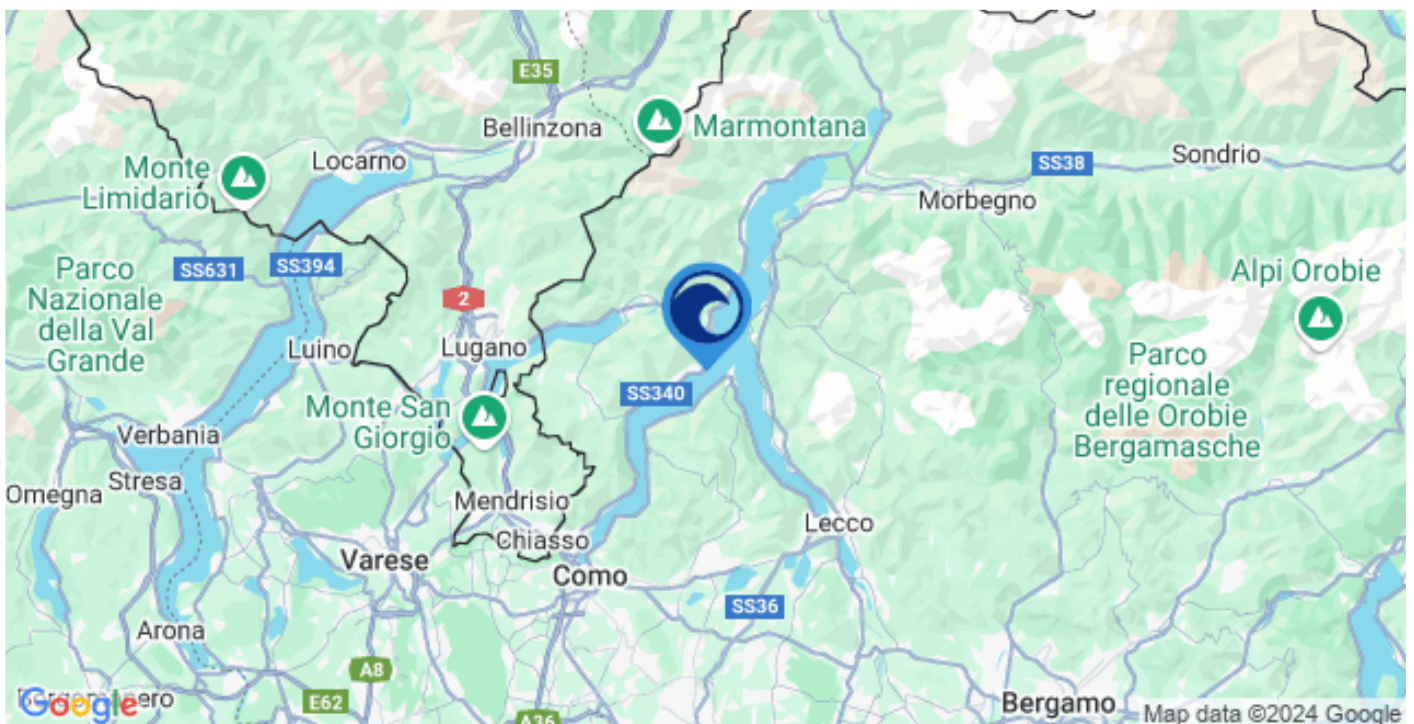 E35
Bellinzona
Marmontana
Locarno
Monte
Limidario
Sondrio
SS38
Morbegno
SS631
SS394
Parco
Nazionale
della Val
Grande
Alpi Orobie
2
Luino
Lugano
Parco
regionale
delle Orobie
Bergamasche
SS340
Monte San
Giorgio
Verbania
Stresa
Omegna
Mendrisio
Lecco
Chiasso
Varese
Como
SS36
Arona
A8
E62
Bergamo
A36
Google
Map data ©2024 Google